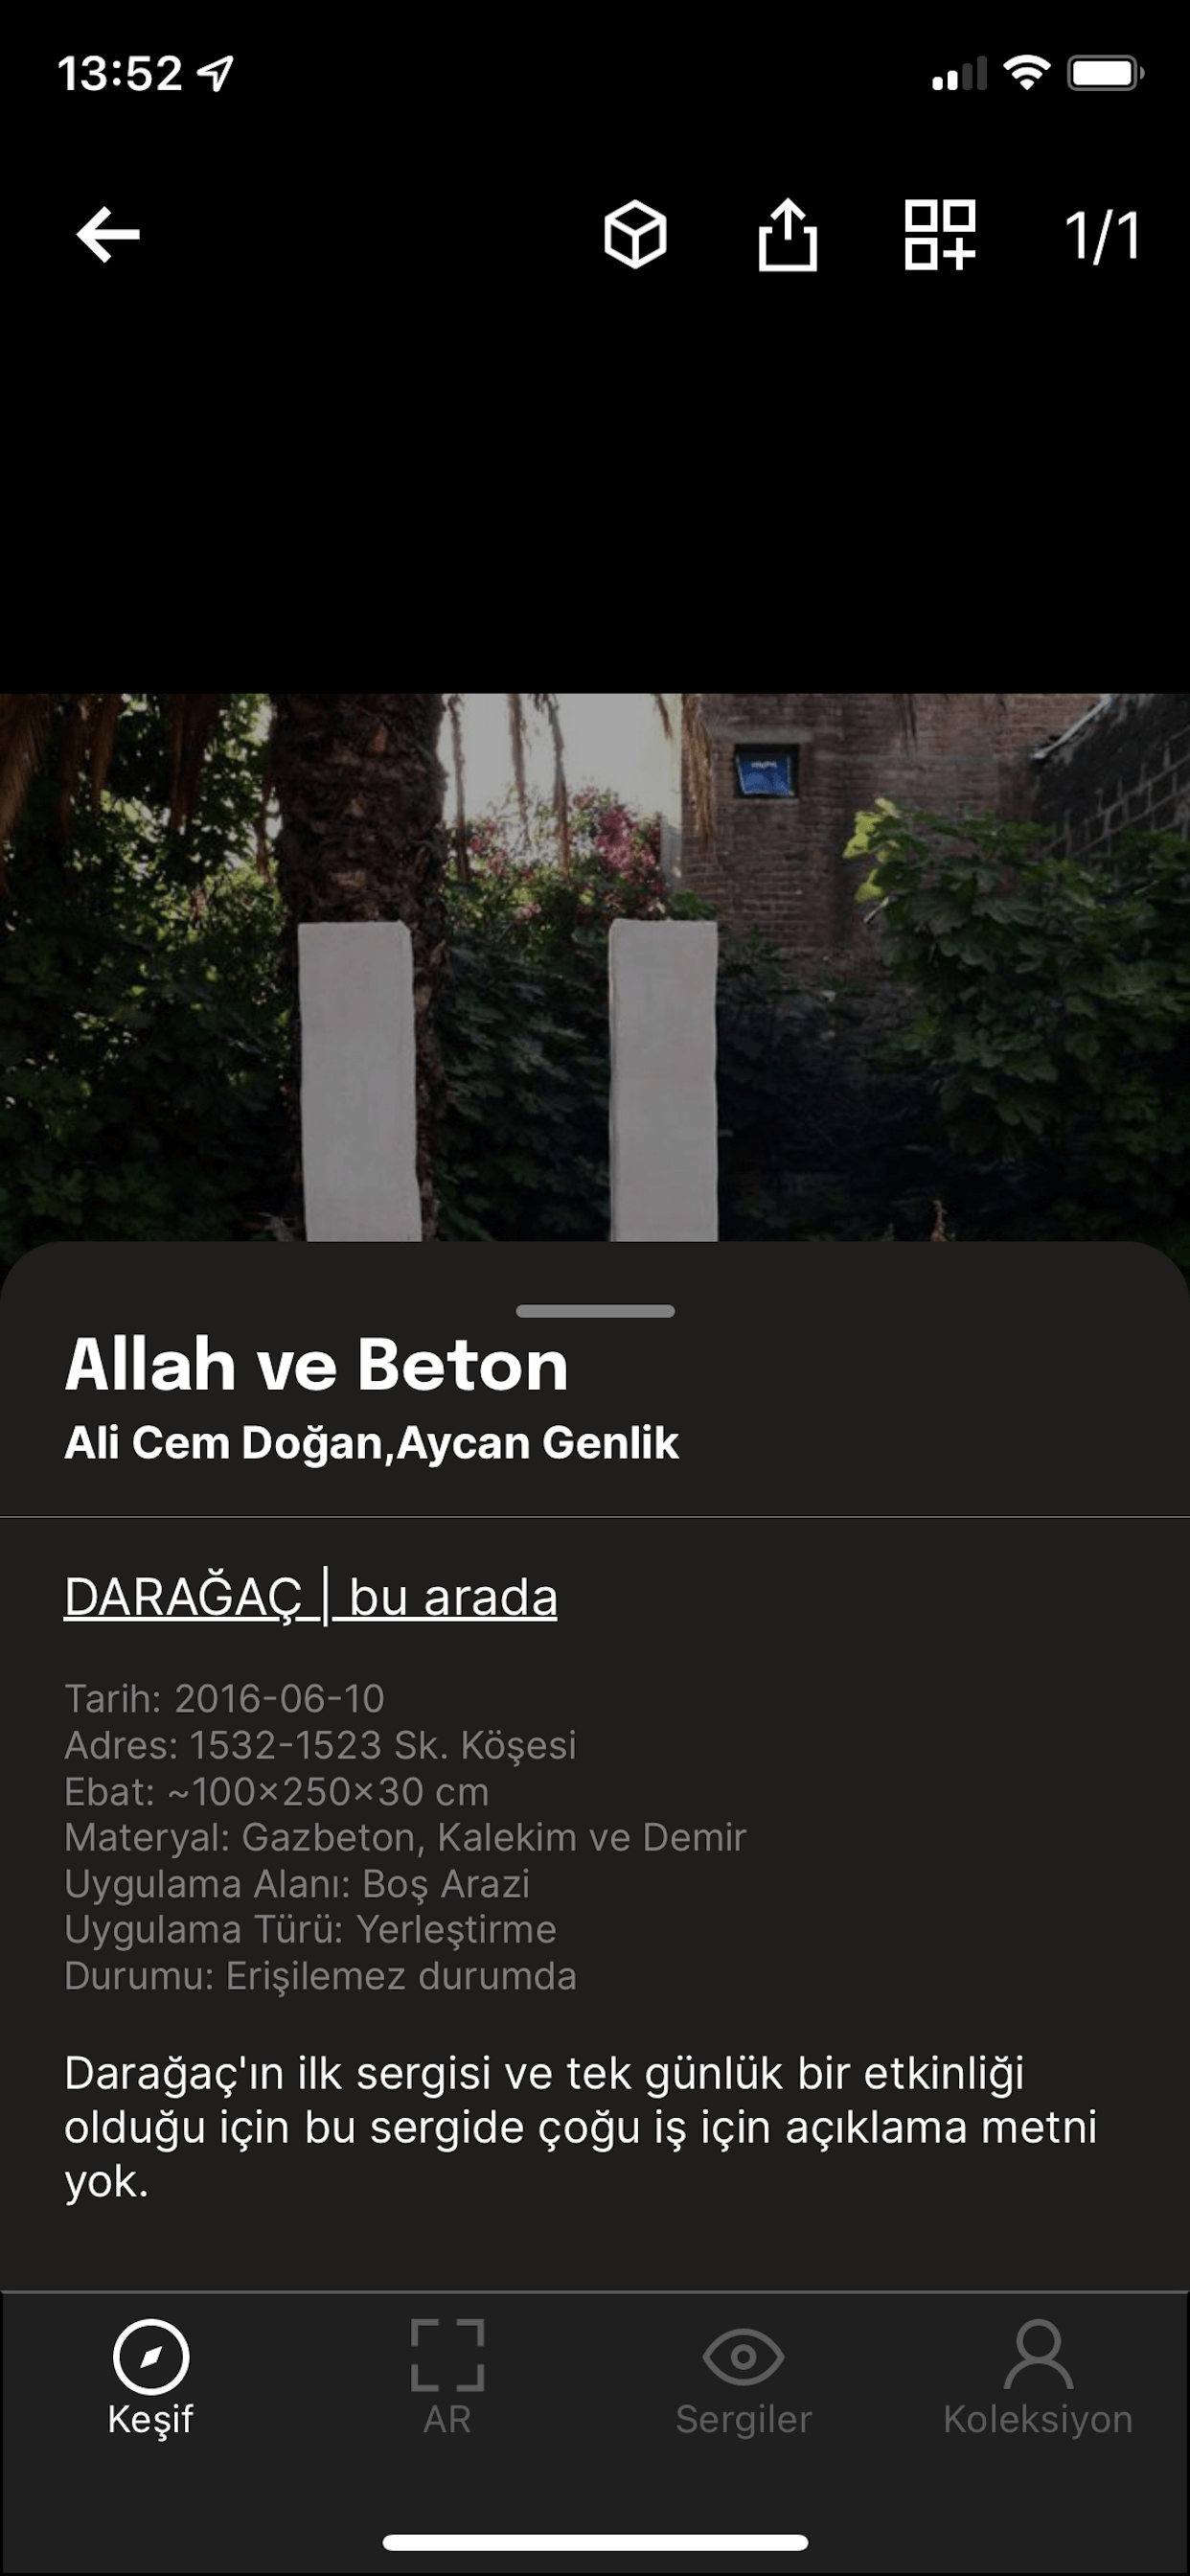 13:52
1/1
Allah ve Beton
Ali Cem Doğan,Aycan Genlik
DARAĞAÇ | bu arada
Tarih: 2016-06-10
Adres: 1532-1523 Sk. Köşesi
Ebat: ~100×250×30 cm
Materyal: Gazbeton, Kalekim ve Demir
Uygulama Alanı: Boş Arazi
Uygulama Türü: Yerleştirme
Durumu: Erişilemez durumda
Darağaç'ın ilk sergisi ve tek günlük bir etkinliği
olduğu için bu sergide çoğu iş için açıklama metni
yok.
Keşif
AR
Sergiler
Koleksiyon